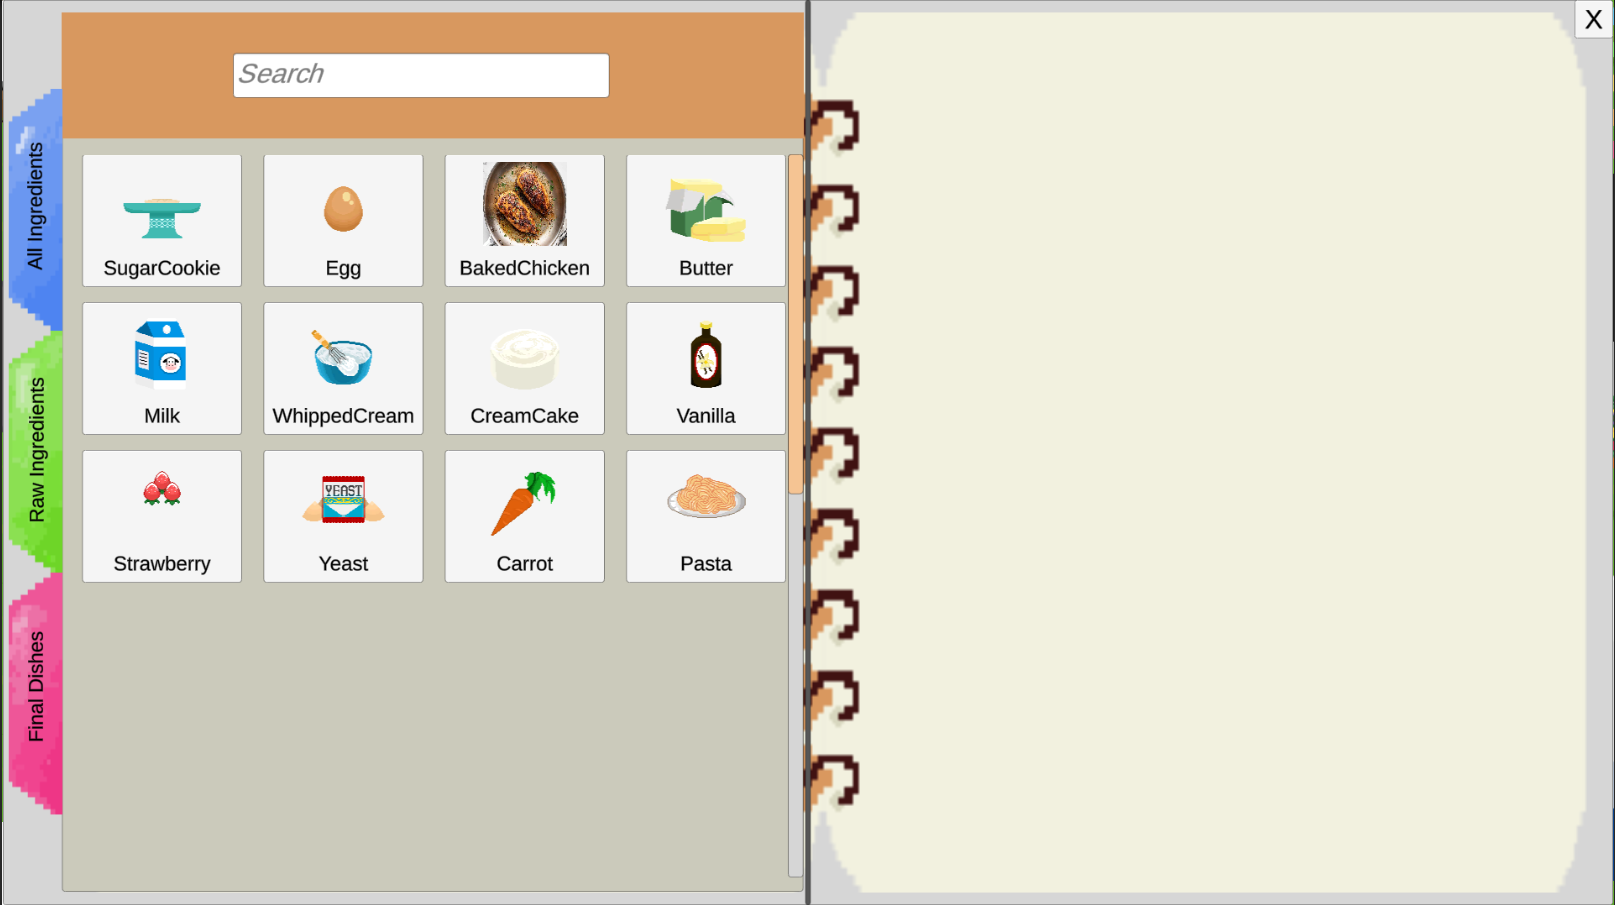 X
Search
All Ingredients
Raw Ingredients
Final Dishes
SugarCookie
Egg
BakedChicken
Butter
Milk
WhippedCream
CreamCake
Vanilla
YEAST
Strawberry
Yeast
Carrot
Pasta